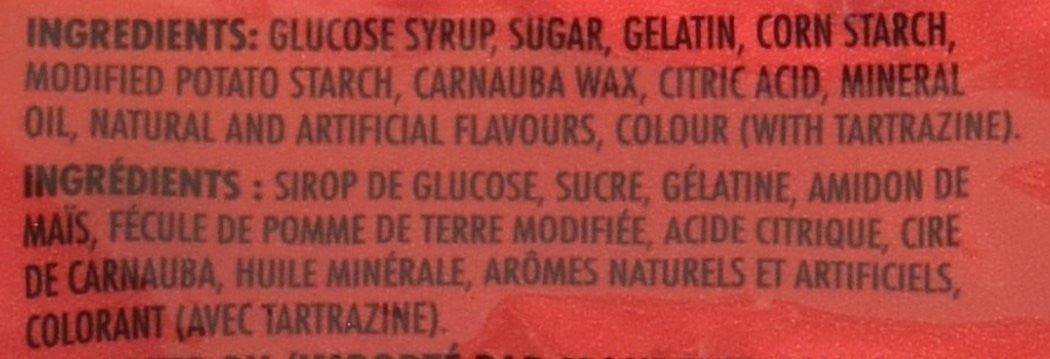 INGREDIENTS: GLUCOSE SYRUP, SUGAR, GELATIN, CORN STARCH,
MODIFIED POTATO STARCH, CARNAUBA WAX, CITRIC ACID, MINERAL
OIL, NATURAL AND ARTIFICIAL FLAVOURS, COLOUR (WITH TARTRAZINE).
INGRÉDIENTS : SIROP DE GLUCOSE, SUCRE, GÉLATINE, AMIDON DE
MAÏS, FÉCULE DE POMME DE TERRE MODIFIÉE, ACIDE CITRIQUE, CIRE
DE CARNAUBA, HUILE MINÉRALE, ARÔMES NATURELS ET ARTIFICIELS,
COLORANT (AVEC TARTRAZINE).